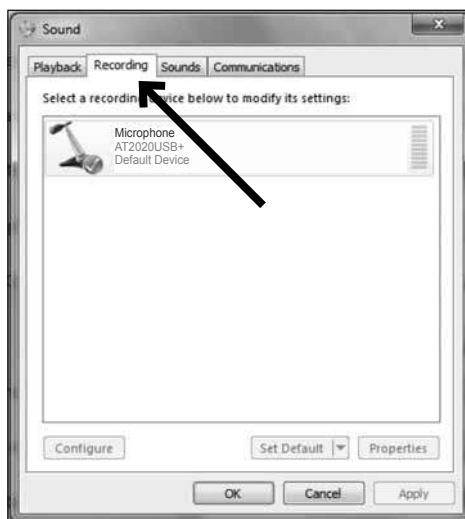 Sound
Playback Recording Sounds Communications
Select a recording device below to modify its settings:
Microphone
AT2020USB+
Default Device
Configure Set Default Properties
OK Cancel Apply